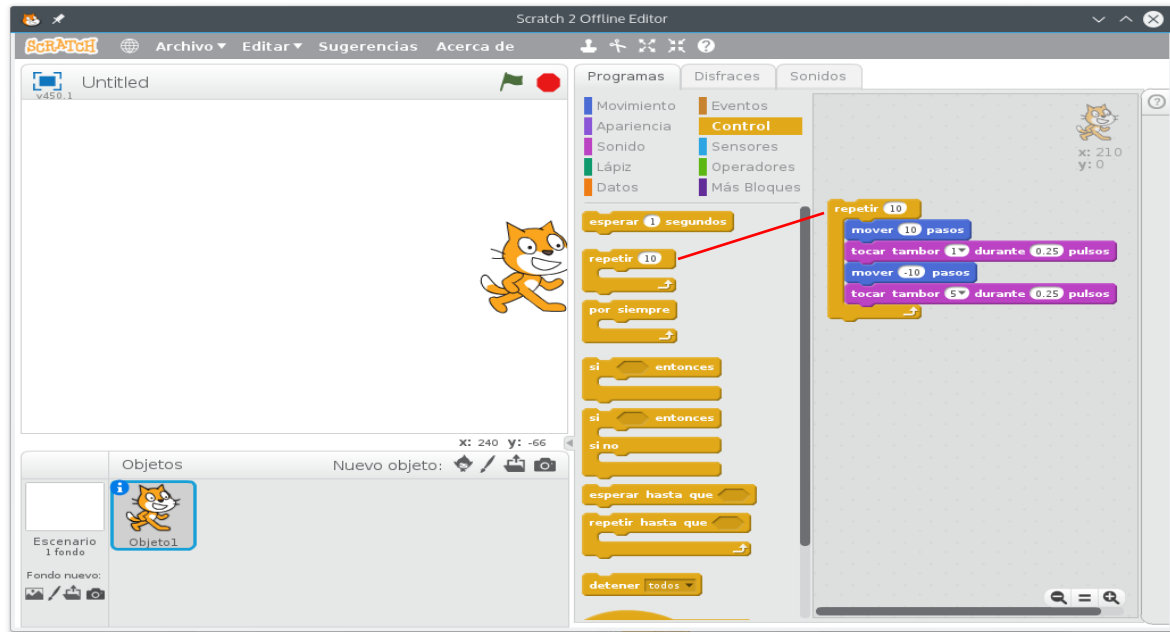 Scratch 2 Offline Editor
SCRATCH Archivo Editar Sugerencias Acerca de
v450.1
Untitled
Programas Disfraces Sonidos
Movimiento Eventos
Apariencia Control
Sonido Sensores
Lápiz Operadores
Datos Más Bloques
esperar 1 segundos
repetir 10
por siempre
si entonces
si entonces
si no
esperar hasta que
repetir hasta que
detener todos
x: 210
y: 0
repetir 10
mover 10 pasos
tocar tambor 1 durante 0.25 pulsos
mover -10 pasos
tocar tambor 5 durante 0.25 pulsos
x: 240 y: -66
Objetos Nuevo objeto:
Escenario
1 fondo
Objeto1
Fondo nuevo: